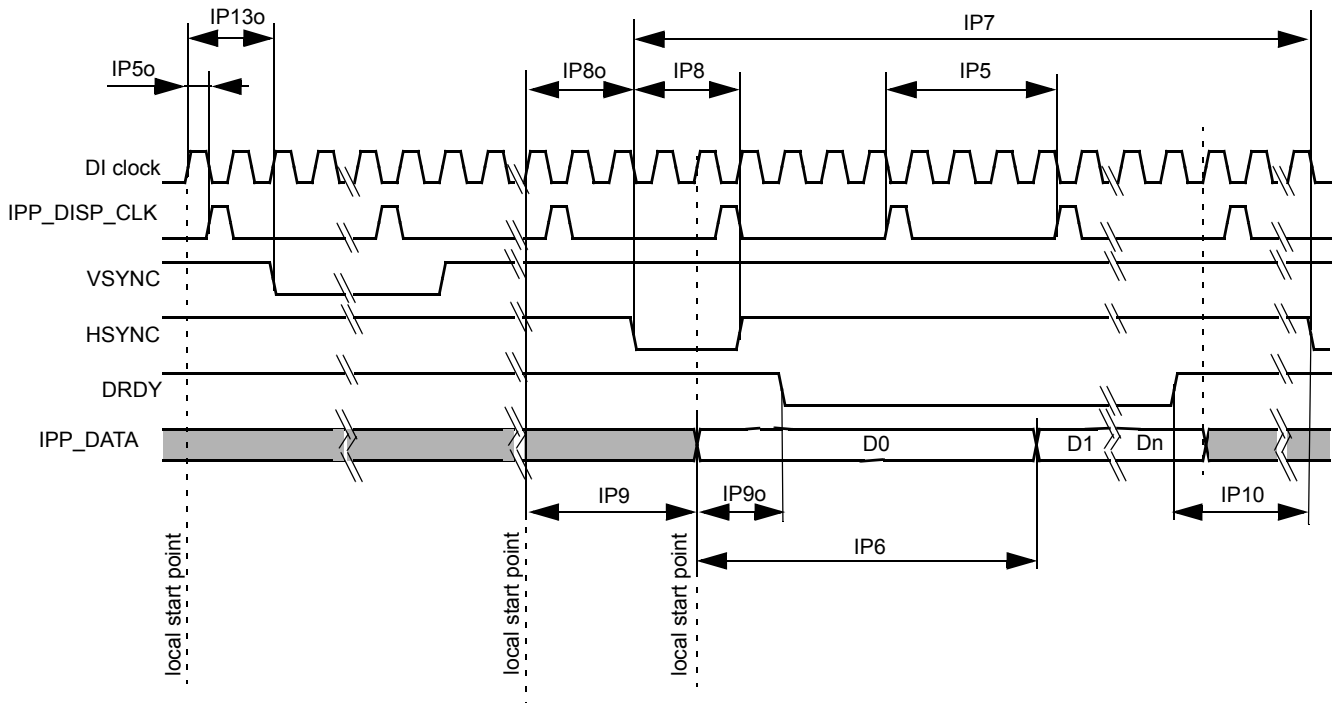 IP13o
IP7
IP5o
IP8o
IP8
IP5
DI clock
IPP_DISP_CLK
VSYNC
HSYNC
DRDY
IPP_DATA
D0
D1
Dn
IP9
IP9o
IP10
IP6
local start point
local start point
local start point